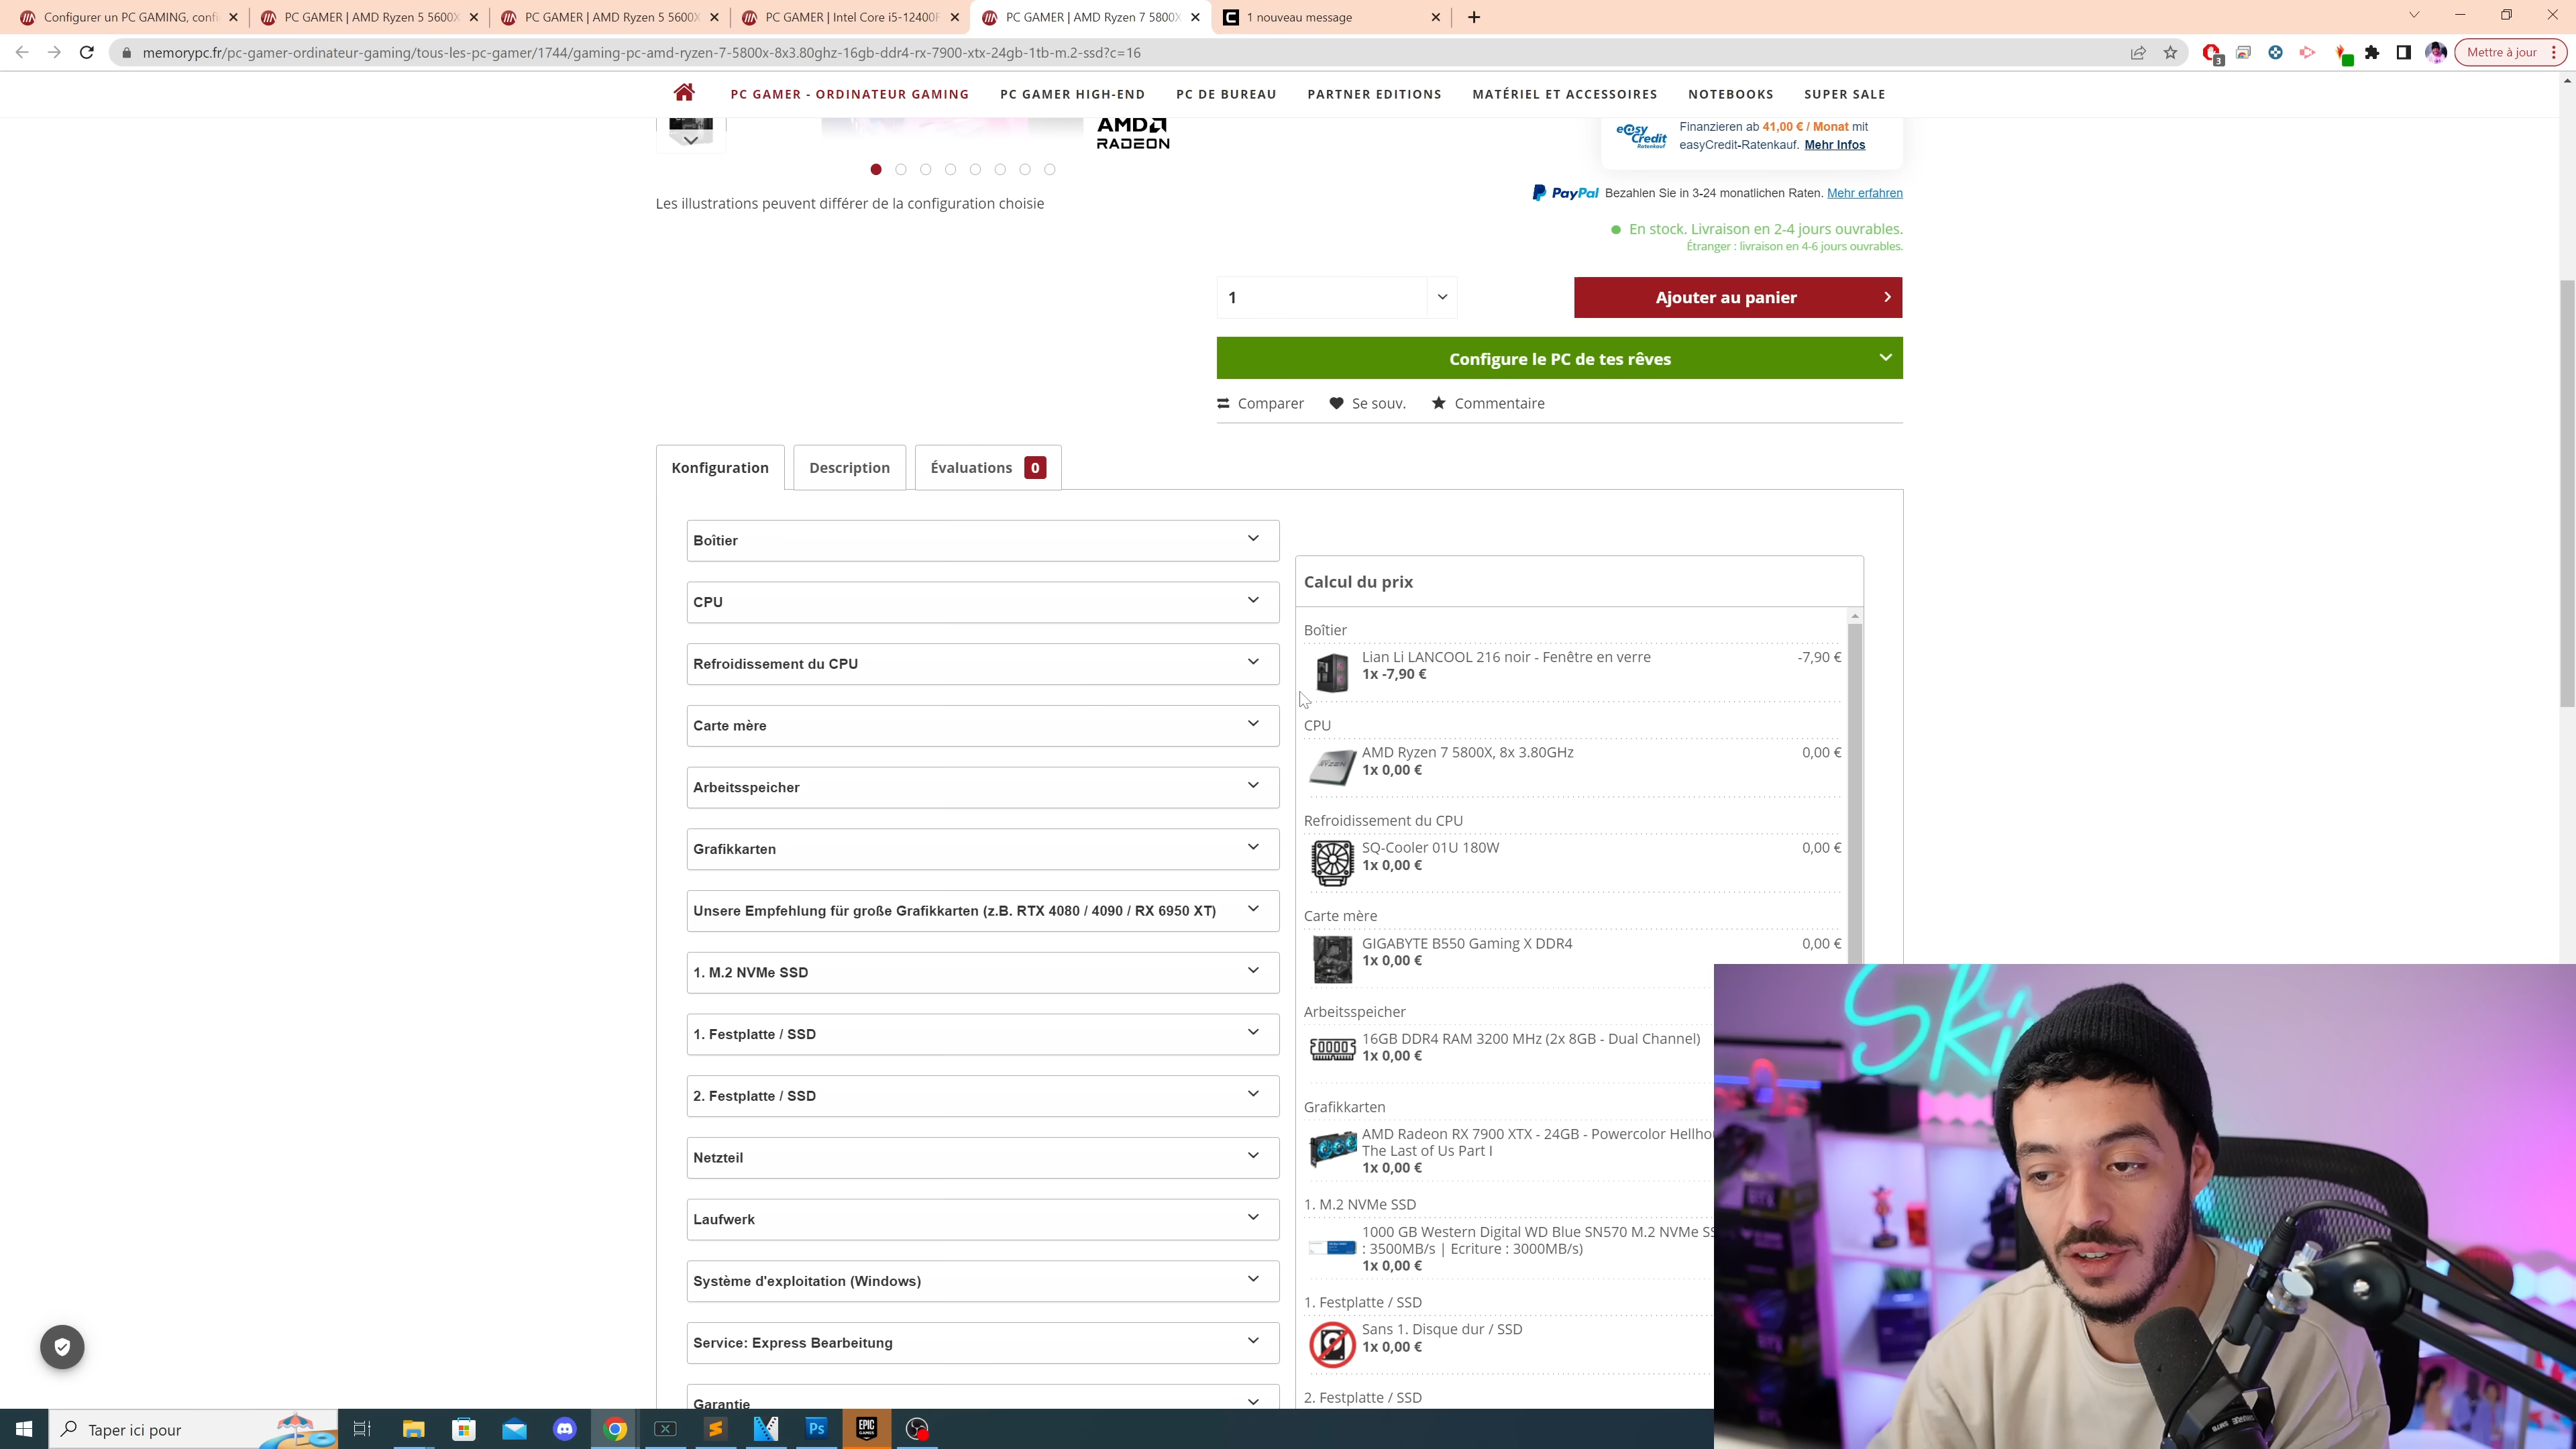 Configurer un PC GAMING, confi
PC GAMER | AMD Ryzen 5 5600X
PC GAMER | AMD Ryzen 5 5600X
PC GAMER | Intel Core i5-12400F
PC GAMER | AMD Ryzen 7 5800X
1 nouveau message
memorypc.fr/pc-gamer-ordinateur-gaming/tous-les-pc-gamer/1744/gaming-pc-amd-ryzen-7-5800x-8x3.80ghz-16gb-ddr4-rx-7900-xtx-24gb-1tb-m.2-ssd?c=16
3
Mettre à jour
PC GAMER - ORDINATEUR GAMING
PC GAMER HIGH-END
PC DE BUREAU
PARTNER EDITIONS
MATÉRIEL ET ACCESSOIRES
NOTEBOOKS
SUPER SALE
AMD
RADEON
easy Credit Ratenkauf
Finanzieren ab 41,00 € / Monat mit
easyCredit-Ratenkauf. Mehr Infos
PayPal Bezahlen Sie in 3-24 monatlichen Raten. Mehr erfahren
Les illustrations peuvent différer de la configuration choisie
En stock. Livraison en 2-4 jours ouvrables.
Étranger : livraison en 4-6 jours ouvrables.
1
Ajouter au panier
Configure le PC de tes rêves
Comparer
Se souv.
Commentaire
Konfiguration
Description
Évaluations 0
Boîtier
CPU
Refroidissement du CPU
Carte mère
Arbeitsspeicher
Grafikkarten
Unsere Empfehlung für große Grafikkarten (z.B. RTX 4080 / 4090 / RX 6950 XT)
1. M.2 NVMe SSD
1. Festplatte / SSD
2. Festplatte / SSD
Netzteil
Laufwerk
Système d'exploitation (Windows)
Service: Express Bearbeitung
Garantie
Calcul du prix
Boîtier
Lian Li LANCOOL 216 noir - Fenêtre en verre -7,90 €
1x -7,90 €
CPU
AMD Ryzen 7 5800X, 8x 3.80GHz 0,00 €
1x 0,00 €
Refroidissement du CPU
SQ-Cooler 01U 180W 0,00 €
1x 0,00 €
Carte mère
GIGABYTE B550 Gaming X DDR4 0,00 €
1x 0,00 €
Arbeitsspeicher
16GB DDR4 RAM 3200 MHz (2x 8GB - Dual Channel)
1x 0,00 €
Grafikkarten
AMD Radeon RX 7900 XTX - 24GB - Powercolor Hellhou
The Last of Us Part I
1x 0,00 €
1. M.2 NVMe SSD
1000 GB Western Digital WD Blue SN570 M.2 NVMe SS
: 3500MB/s | Ecriture : 3000MB/s)
1x 0,00 €
1. Festplatte / SSD
Sans 1. Disque dur / SSD
1x 0,00 €
2. Festplatte / SSD
Ski
Taper ici pour
Ps
EPIC GAMES